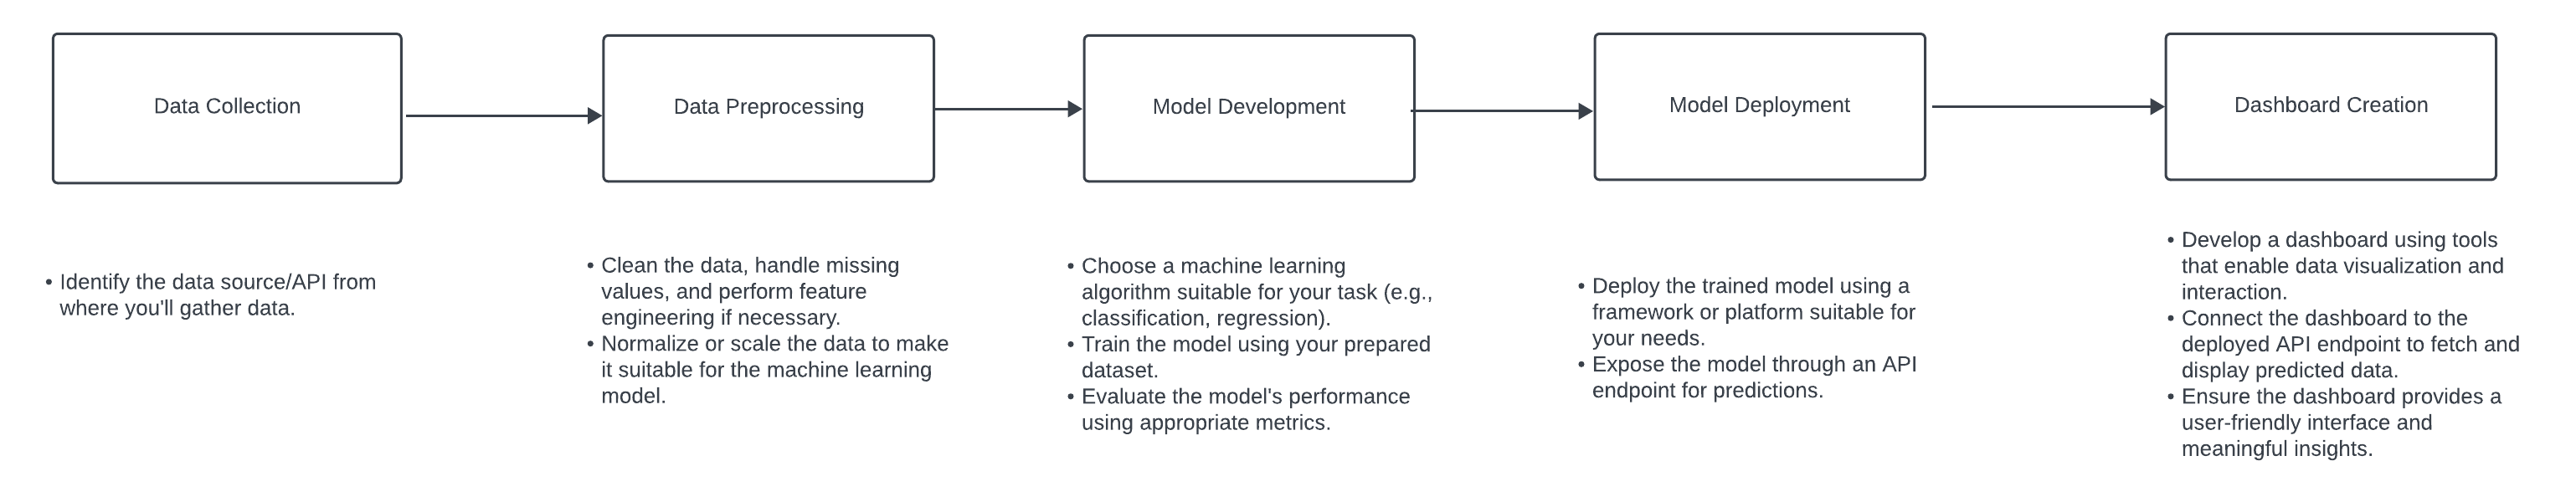 Data Collection
Data Preprocessing
Model Development
Model Deployment
Dashboard Creation
• Identify the data source/API from
where you'll gather data.
• Clean the data, handle missing
values, and perform feature
engineering if necessary.
• Normalize or scale the data to make
it suitable for the machine learning
model.
• Choose a machine learning
algorithm suitable for your task (e.g.,
classification, regression).
• Train the model using your prepared
dataset.
• Evaluate the model's performance
using appropriate metrics.
• Deploy the trained model using a
framework or platform suitable for
your needs.
• Expose the model through an API
endpoint for predictions.
• Develop a dashboard using tools
that enable data visualization and
interaction.
• Connect the dashboard to the
deployed API endpoint to fetch and
display predicted data.
• Ensure the dashboard provides a
user-friendly interface and
meaningful insights.